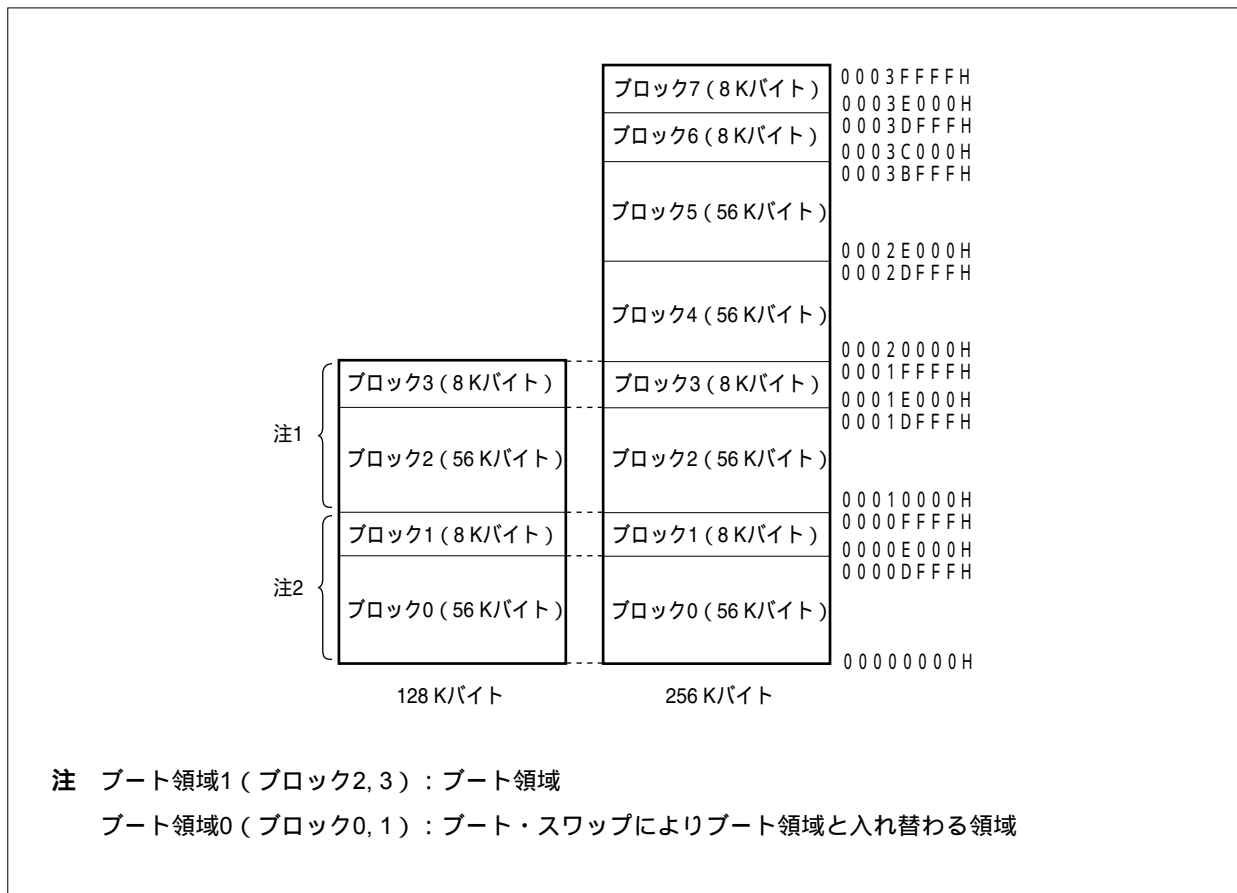 ブロック7（8 Kバイト）
ブロック6（8 Kバイト）
ブロック5（56 Kバイト）
ブロック4（56 Kバイト）
ブロック3（8 Kバイト）
ブロック2（56 Kバイト）
ブロック1（8 Kバイト）
ブロック0（56 Kバイト）
256 Kバイト
0003FFFFH
0003E000H
0003DFFFH
0003C000H
0003BFFFH
0002E000H
0002DFFFH
00020000H
0001FFFFH
0001E000H
0001DFFFH
00010000H
0000FFFFH
0000E000H
0000DFFFH
00000000H
注1
注2
ブロック3（8 Kバイト）
ブロック2（56 Kバイト）
ブロック1（8 Kバイト）
ブロック0（56 Kバイト）
128 Kバイト
注 ブート領域1（ブロック2, 3）：ブート領域
ブート領域0（ブロック0, 1）：ブート・スワップによりブート領域と入れ替わる領域